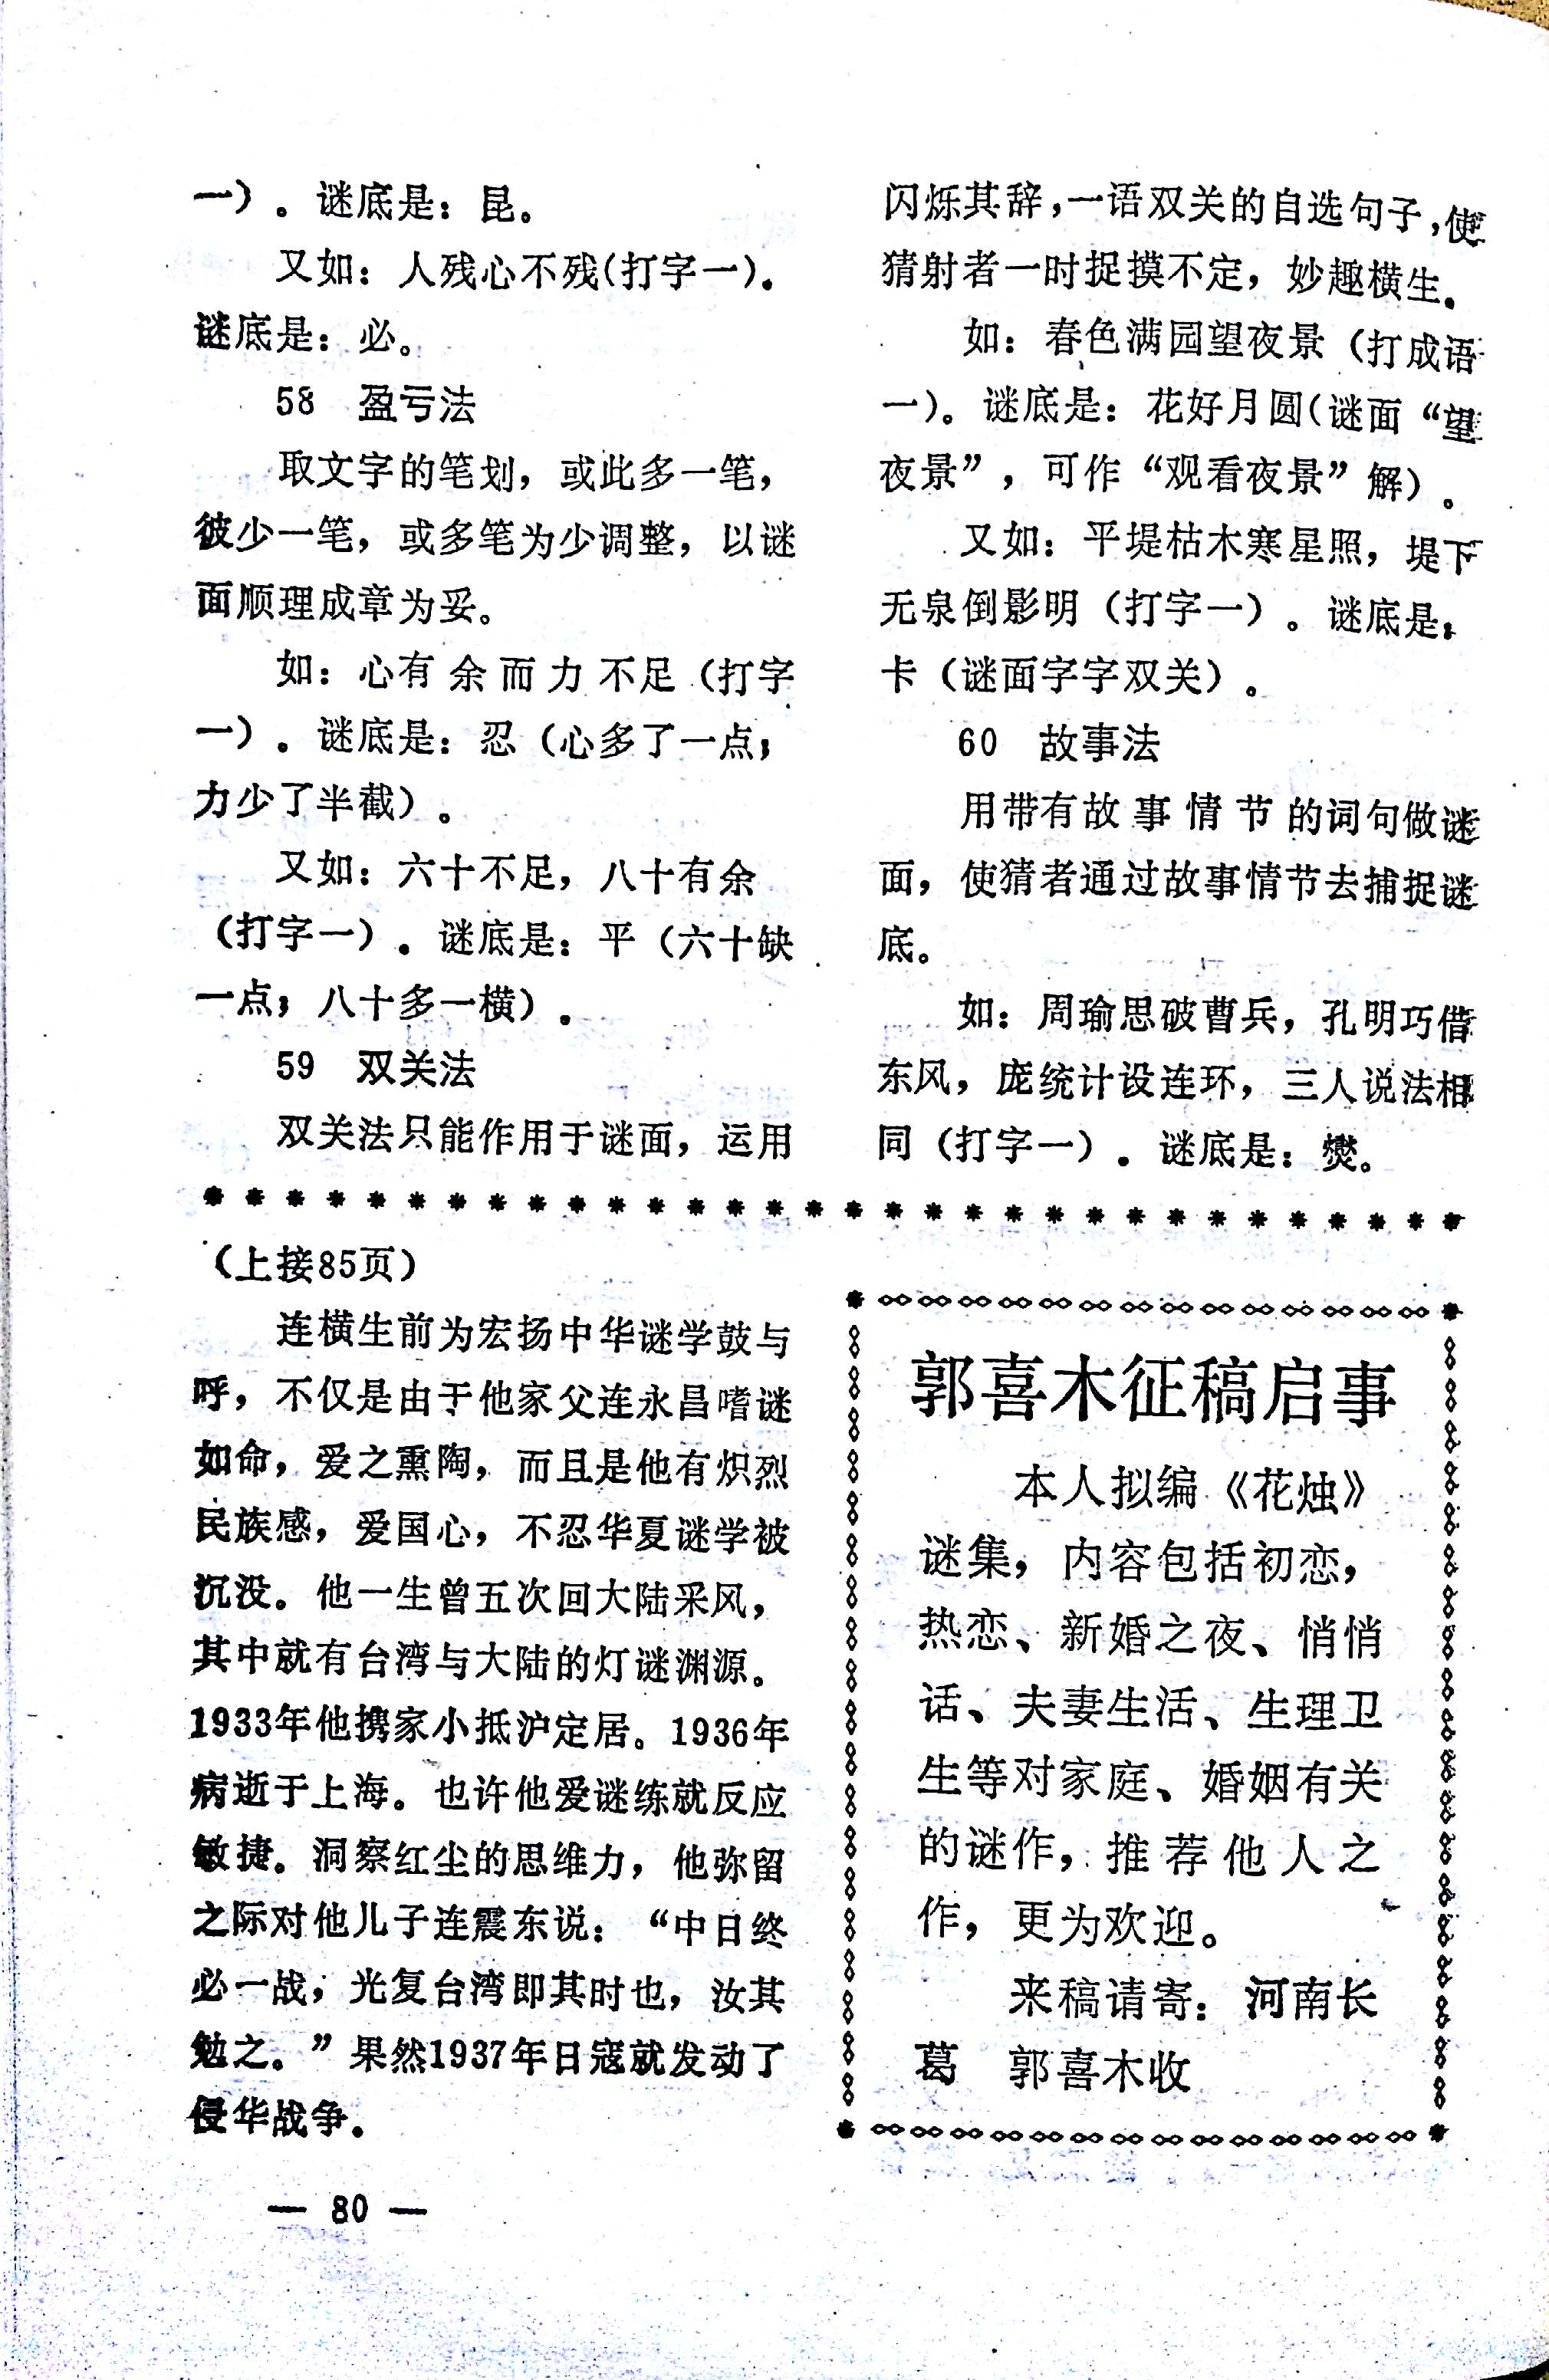 一）。谜底是：昆。
又如：人残心不残(打字一)。
谜底是：必。
58　盈亏法
取文字的笔划，或此多一笔，
彼少一笔，或多笔为少调整，以谜
面顺理成章为妥。
如：心有余而力不足（打字
一）。谜底是：忍（心多了一点；
力少了半截）。
又如：六十不足，八十有余
（打字一）。谜底是：平（六十缺
一点；八十多一横）。
59　双关法
双关法只能作用于谜面，运用
闪烁其辞，一语双关的自选句子，使
猜射者一时捉摸不定，妙趣横生。
如：春色满园望夜景（打成语
一)。谜底是：花好月圆(谜面“望
夜景”，可作“观看夜景”解）。
又如：平堤枯木寒星照，堤下
无泉倒影明（打字一）。谜底是：
卡（谜面字字双关）。
60　故事法
用带有故事情节的词句做谜
面，使猜者通过故事情节去捕捉谜
底。
如：周瑜思破曹兵，孔明巧借
东风，庞统计设连环，三人说法相
同（打字一）。谜底是：燓。
（上接85页）
连横生前为宏扬中华谜学鼓与
呼，不仅是由于他家父连永昌嗜谜
如命，爱之熏陶，而且是他有炽烈
民族感，爱国心，不忍华夏谜学被
沉没。他一生曾五次回大陆采风，
其中就有台湾与大陆的灯谜渊源。
1933年他携家小抵沪定居。1936年
病逝于上海。也许他爱谜练就反应
敏捷。洞察红尘的思维力，他弥留
之际对他儿子连震东说：“中日终
必一战，光复台湾即其时也，汝其
勉之。”果然1937年日寇就发动了
侵华战争。
郭喜木征稿启事
本人拟编《花烛》
谜集，内容包括初恋，
热恋、新婚之夜、悄悄
话、夫妻生活、生理卫
生等对家庭、婚姻有关
的谜作，推荐他人之
作，更为欢迎。
来稿请寄：河南长
葛　郭喜木收
— 80 —